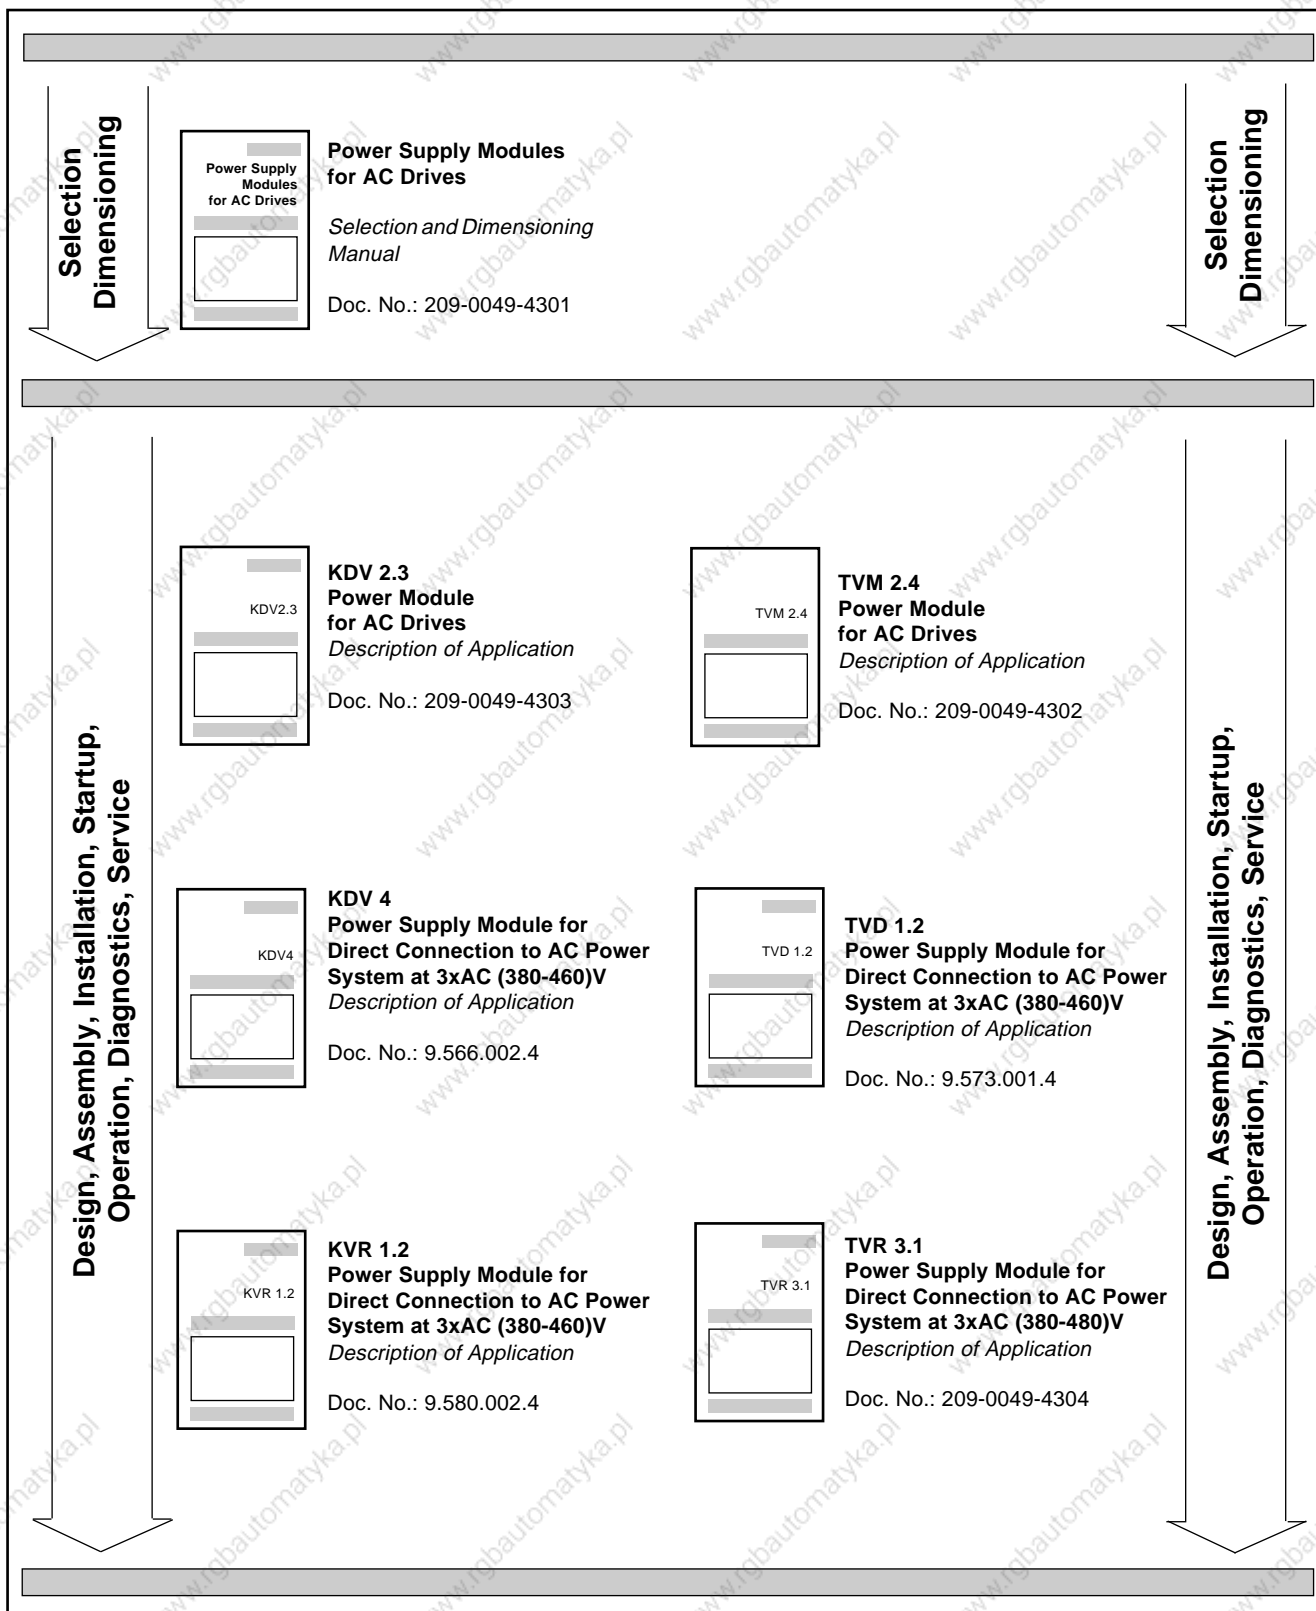 Selection
Dimensioning
Power Supply
Modules
for AC Drives
Power Supply Modules
for AC Drives
Selection and Dimensioning
Manual
Doc. No.: 209-0049-4301
Selection
Dimensioning
Design, Assembly, Installation, Startup,
Operation, Diagnostics, Service
KDV2.3
KDV 2.3
Power Module
for AC Drives
Description of Application
Doc. No.: 209-0049-4303
TVM 2.4
TVM 2.4
Power Module
for AC Drives
Description of Application
Doc. No.: 209-0049-4302
KDV4
KDV 4
Power Supply Module for
Direct Connection to AC Power
System at 3xAC (380-460)V
Description of Application
Doc. No.: 9.566.002.4
TVD 1.2
TVD 1.2
Power Supply Module for
Direct Connection to AC Power
System at 3xAC (380-460)V
Description of Application
Doc. No.: 9.573.001.4
KVR 1.2
KVR 1.2
Power Supply Module for
Direct Connection to AC Power
System at 3xAC (380-460)V
Description of Application
Doc. No.: 9.580.002.4
TVR 3.1
TVR 3.1
Power Supply Module for
Direct Connection to AC Power
System at 3xAC (380-480)V
Description of Application
Doc. No.: 209-0049-4304
Design, Assembly, Installation, Startup,
Operation, Diagnostics, Service
www.rgbautomatyka.pl